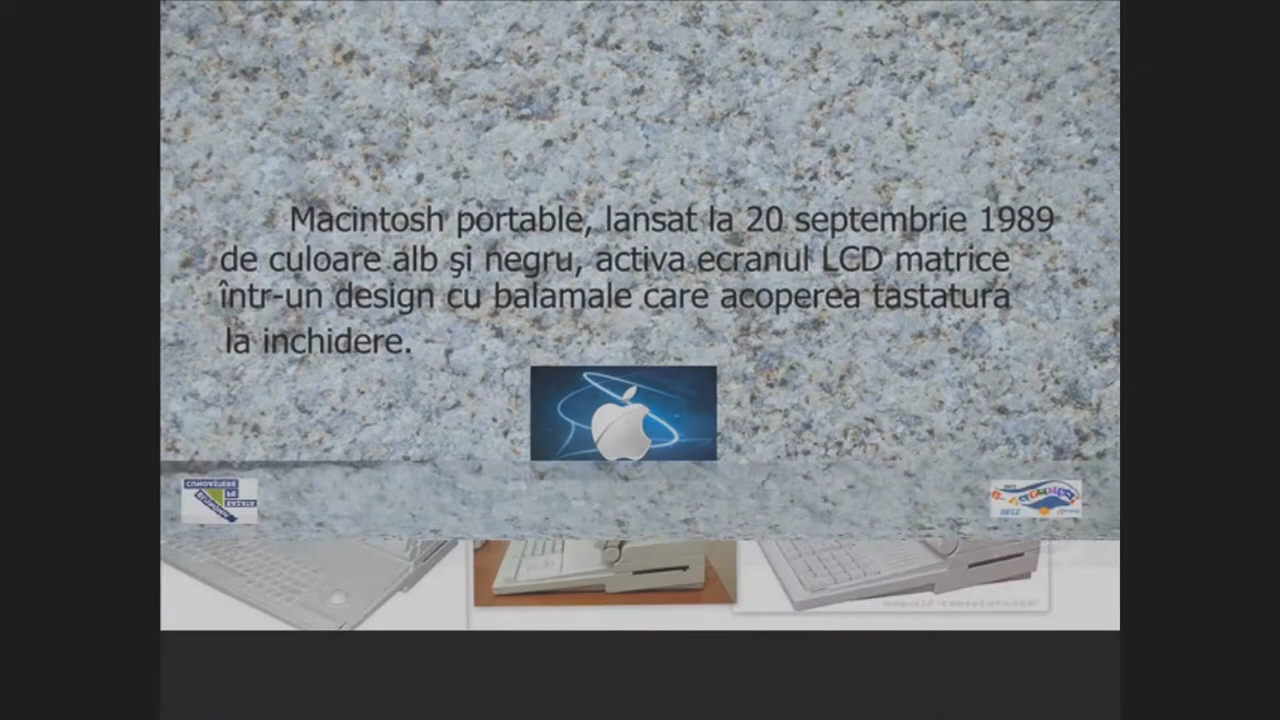 Macintosh portable, lansat la 20 septembrie 1989
de culoare alb şi negru, activa ecranul LCD matrice
într-un design cu balamale care acoperea tastatura
la inchidere.